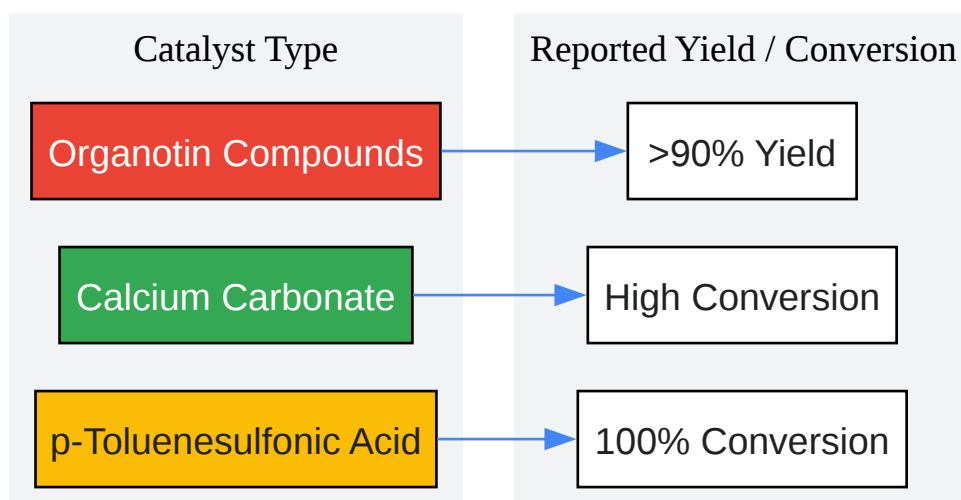 Catalyst Type
Reported Yield / Conversion
Organotin Compounds
>90% Yield
Calcium Carbonate
High Conversion
p-Toluenesulfonic Acid
100% Conversion